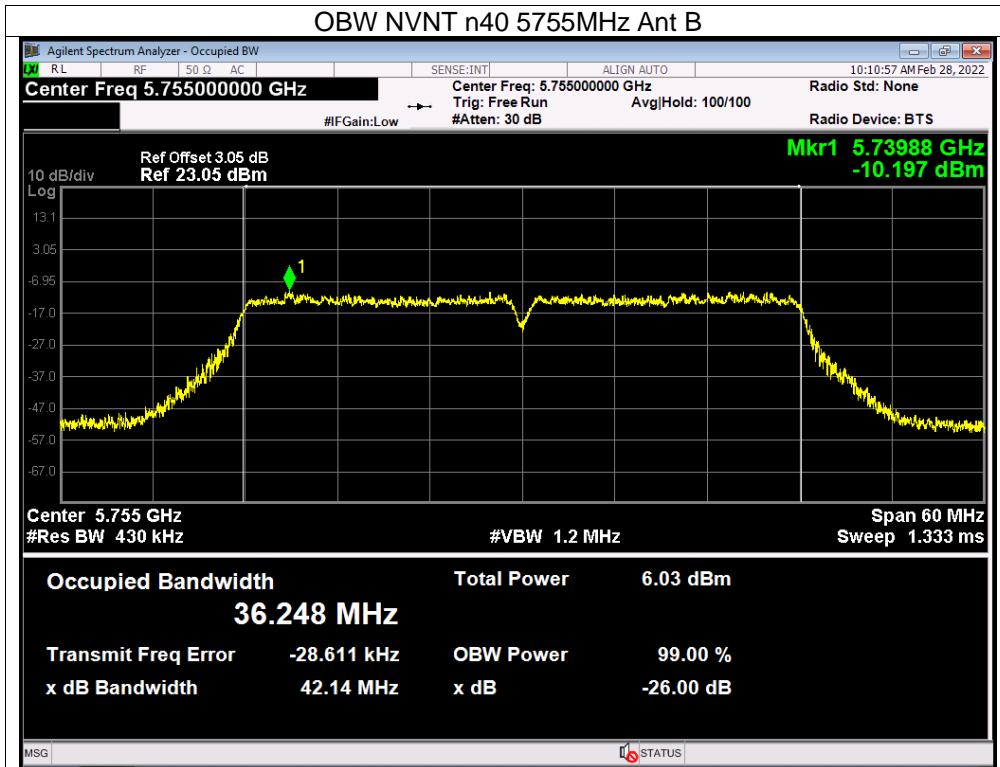 OBW NVNT n40 5755MHz Ant B
Agilent Spectrum Analyzer - Occupied BW
LXI RL RF 50 Ω AC SENSE:INT ALIGN AUTO 10:10:57 AM Feb 28, 2022
Center Freq 5.755000000 GHz Center Freq: 5.755000000 GHz Radio Std: None
Trig: Free Run Avg|Hold: 100/100
#IFGain:Low #Atten: 30 dB Radio Device: BTS
Ref Offset 3.05 dB Mkr1 5.73988 GHz
10 dB/div Ref 23.05 dBm -10.197 dBm
Log
13.1
3.05
1
-6.95
-17.0
-27.0
-37.0
-47.0
-57.0
-67.0
Center 5.755 GHz Span 60 MHz
#Res BW 430 kHz #VBW 1.2 MHz Sweep 1.333 ms
Occupied Bandwidth Total Power 6.03 dBm
36.248 MHz
Transmit Freq Error -28.611 kHz OBW Power 99.00 %
x dB Bandwidth 42.14 MHz x dB -26.00 dB
MSG STATUS